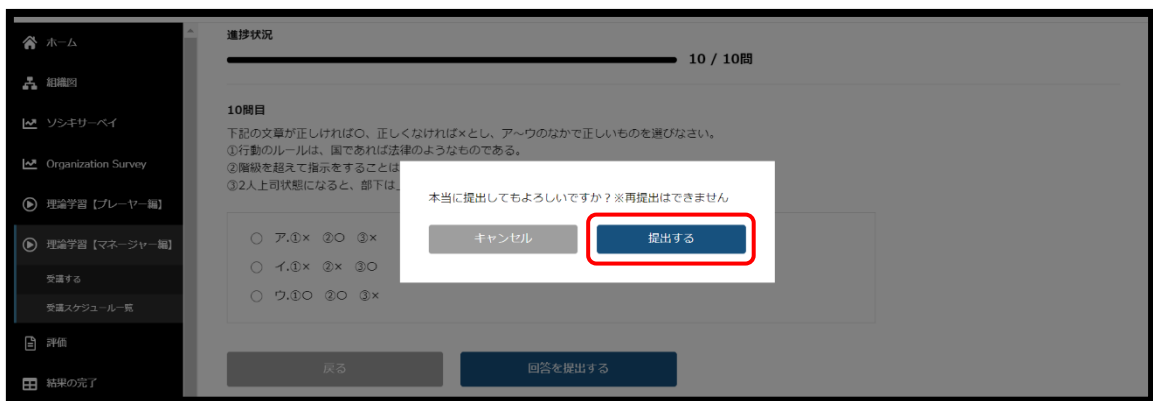 ホーム
組織図
ソシキサーベイ
Organization Survey
理論学習【プレーヤー編】
理論学習【マネージャー編】
受講する
受講スケジュール一覧
評価
結果の完了
進捗状況
10 / 10問
10問目
下記の文章が正しければ〇、正しくなければ×とし、ア～ウのなかで正しいものを選びなさい。
①行動のルールは、国であれば法律のようなものである。
②階級を超えて指示をすることは
③2人上司状態になると、部下は
本当に提出してもよろしいですか？※再提出はできません
キャンセル
提出する
ア.①× ②〇 ③×
イ.①× ②× ③〇
ウ.①〇 ②〇 ③×
戻る
回答を提出する